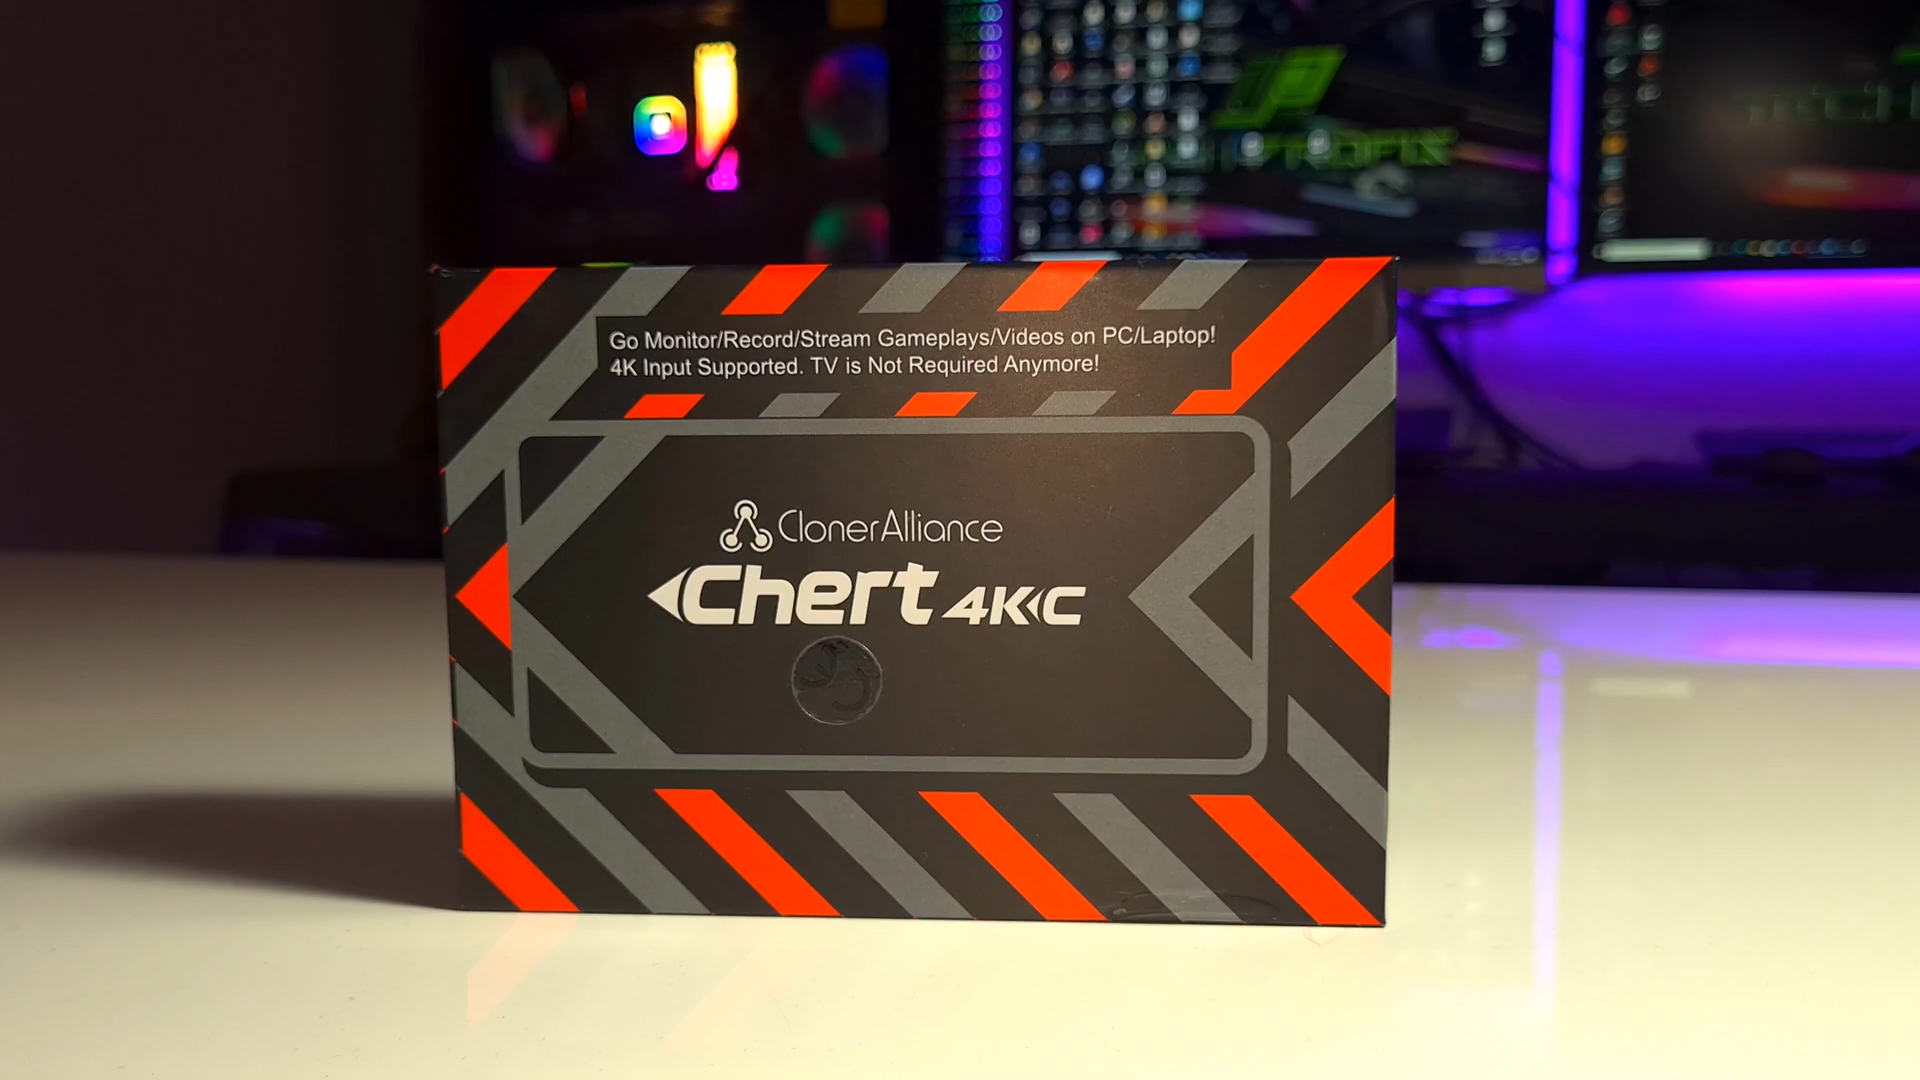 Go Monitor/Record/Stream Gameplays/Videos on PC/Laptop!
4K Input Supported. TV is Not Required Anymore!
ClonerAlliance
Chert 4KC